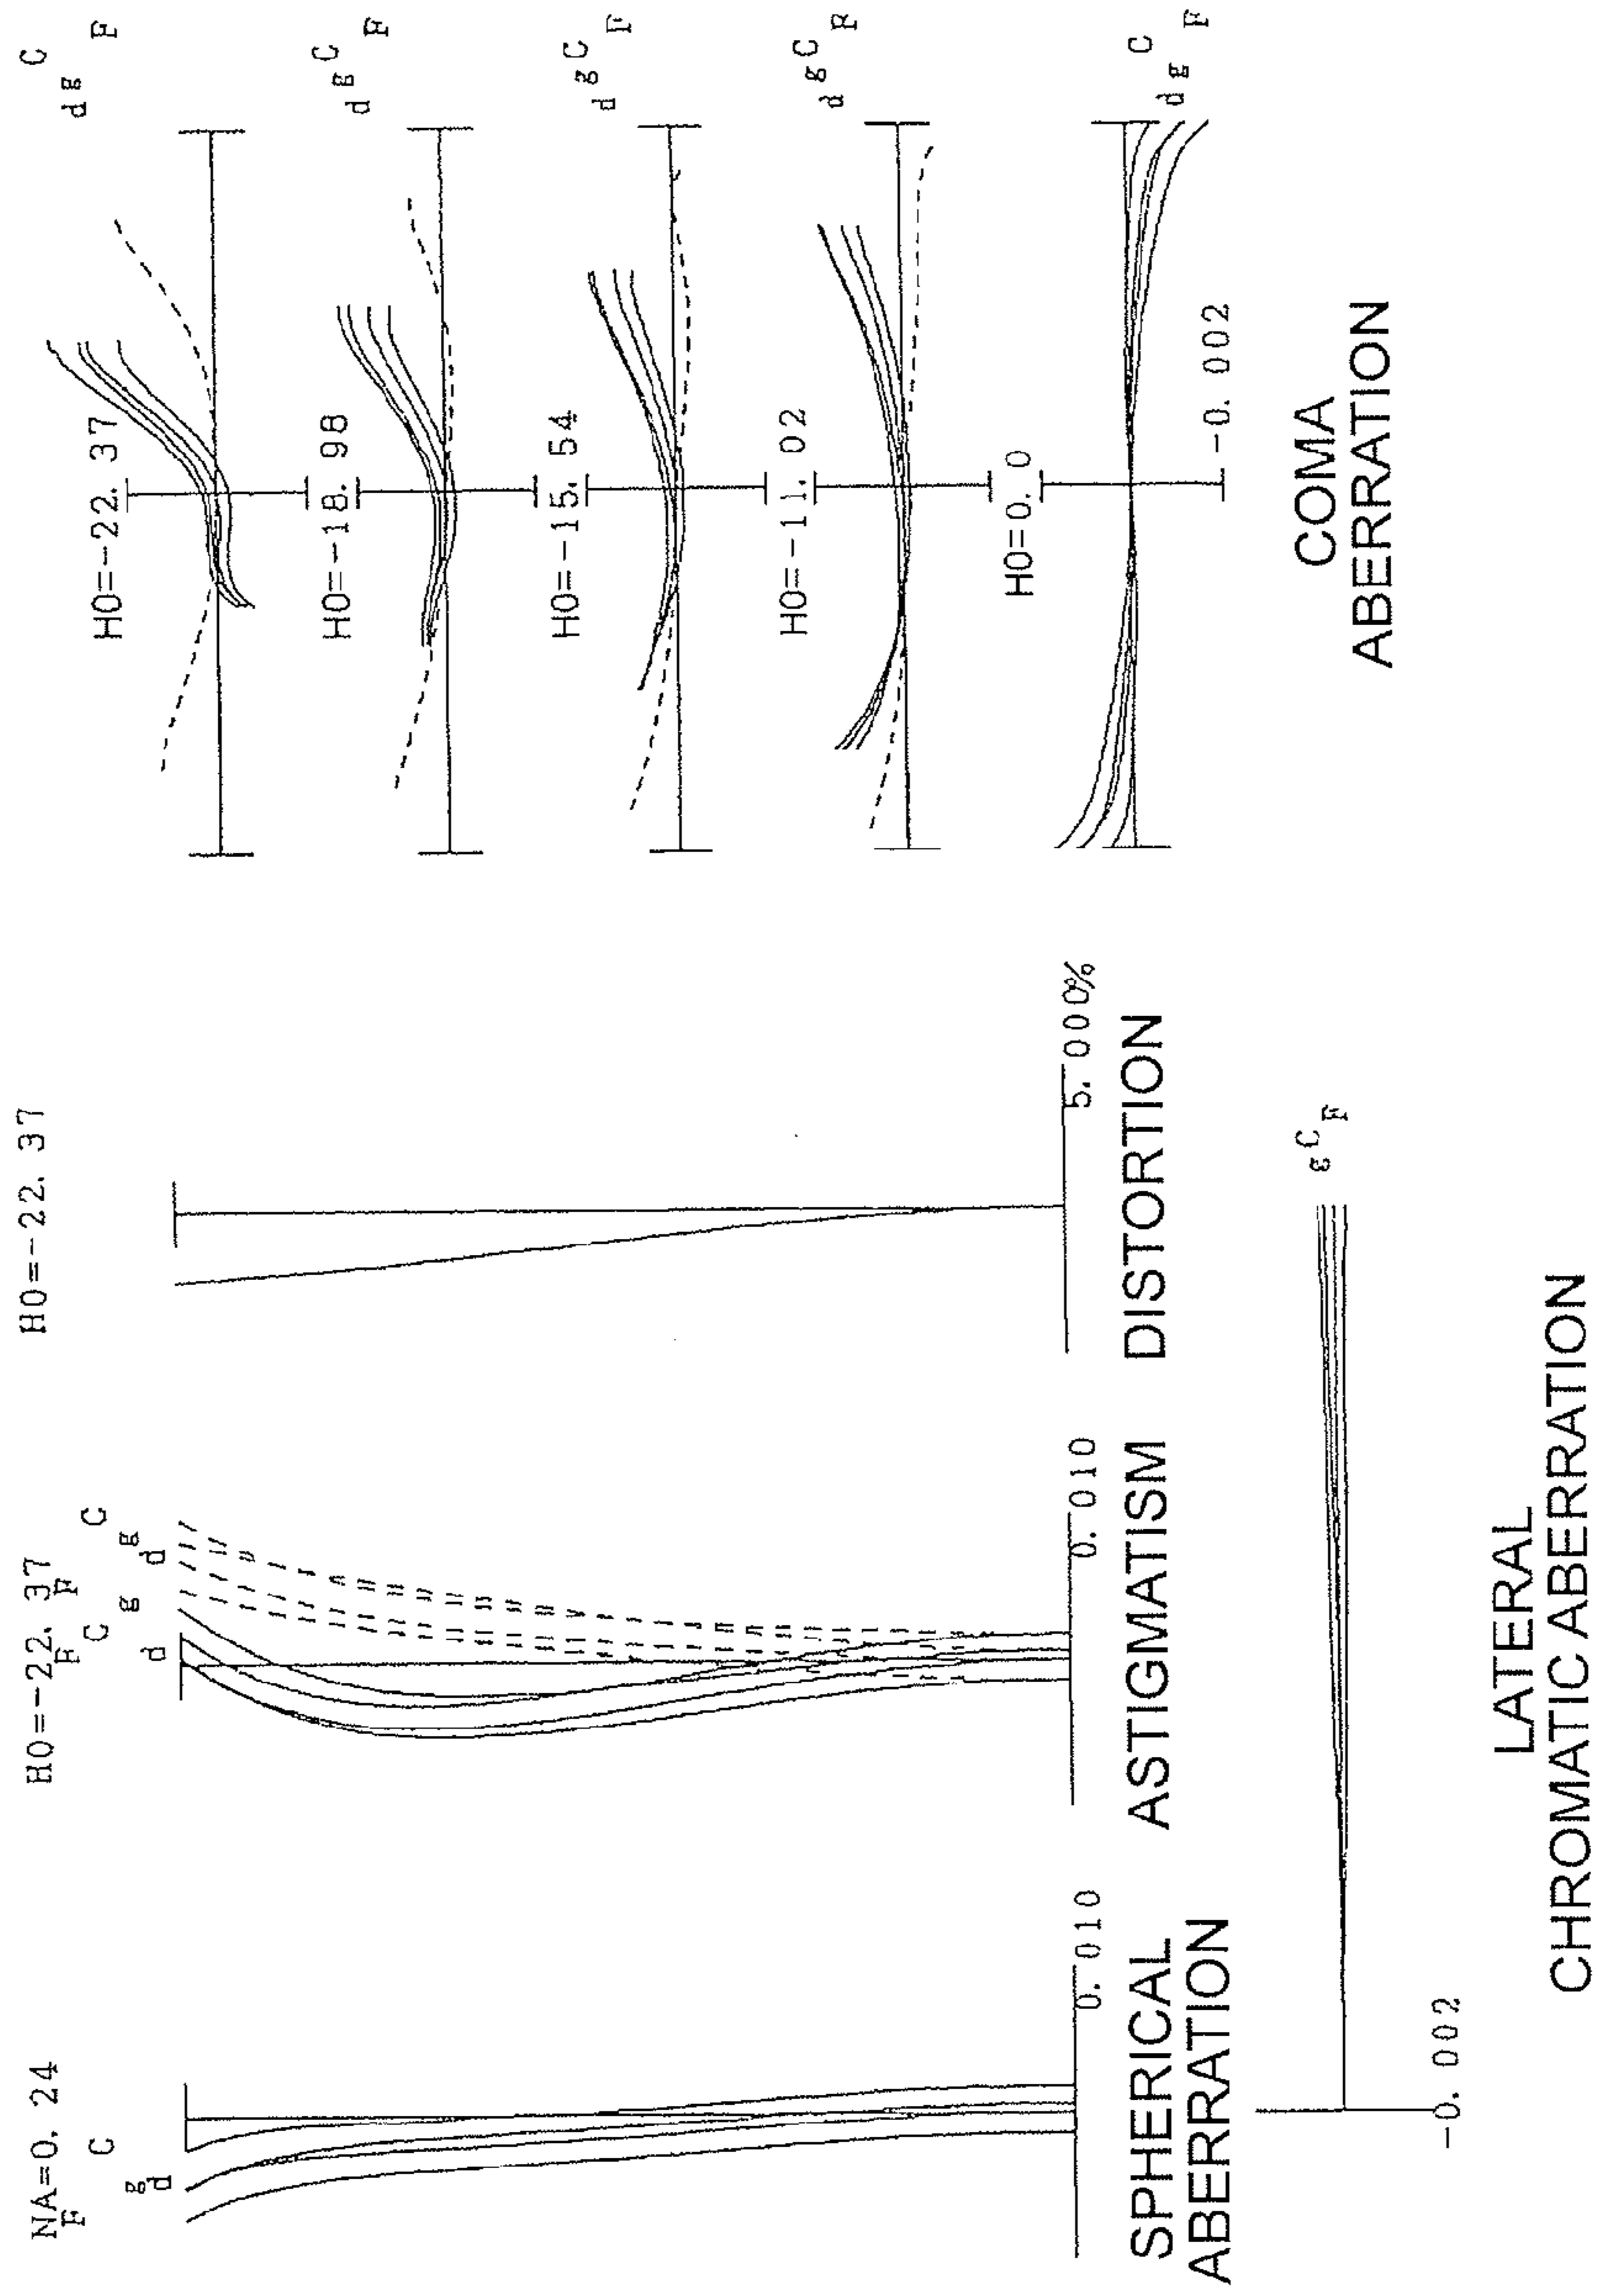 NA=0. 24
F
C
g
d
0. 010
SPHERICAL
ABERRATION
H0=-22. 37
F
F
C
g
d
C
g
d
0. 010
ASTIGMATISM
H0=-22. 37
5. 000%
DISTORTION
H0=-22. 37
C
g
F
d
H0=-18. 98
C
g
F
d
H0=-15. 54
C
g
F
d
H0=-11. 02
C
g
F
d
H0=0. 0
C
g
F
d
-0. 002
COMA
ABERRATION
g
C
F
-0. 002
LATERAL
CHROMATIC ABERRATION